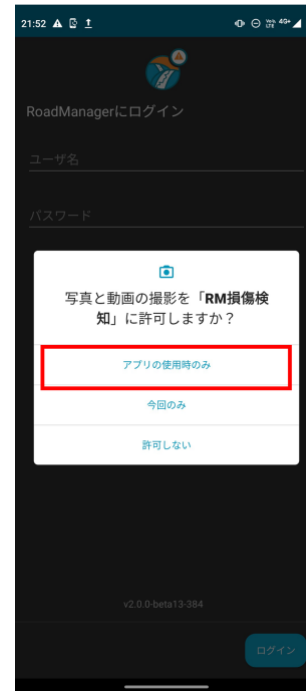 21:52
4G+
RoadManagerにログイン
ユーザ名
パスワード
写真と動画の撮影を「RM損傷検
知」に許可しますか？
アプリの使用時のみ
今回のみ
許可しない
v2.0.0-beta13-384
ログイン